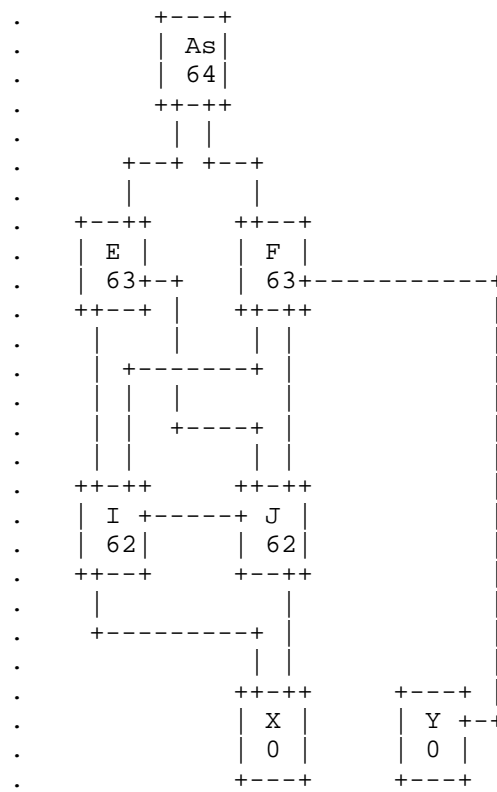 .         +---+
.         | As|
.         | 64|
.         ++-++
.          | |
.       +--+ +--+
.       |       |
.    +--++     ++--+
.    | E |     | F |
.    | 63+-+   | 63+-----------+
.    ++--+ |   ++-++           |
.     |    |    | |            |
.     | +-------+ |            |
.     | |  |      |            |
.     | |  +----+ |            |
.     | |       | |            |
.    ++-++     ++-++           |
.    | I +-----+ J |           |
.    | 62|     | 62|           |
.    ++--+     +--++           |
.     |           |            |
.     +---------+ |            |
.               | |            |
.              ++-++     +---+ |
.              | X |     | Y +-+
.              | 0 |     | 0 |
.              +---+     +---+